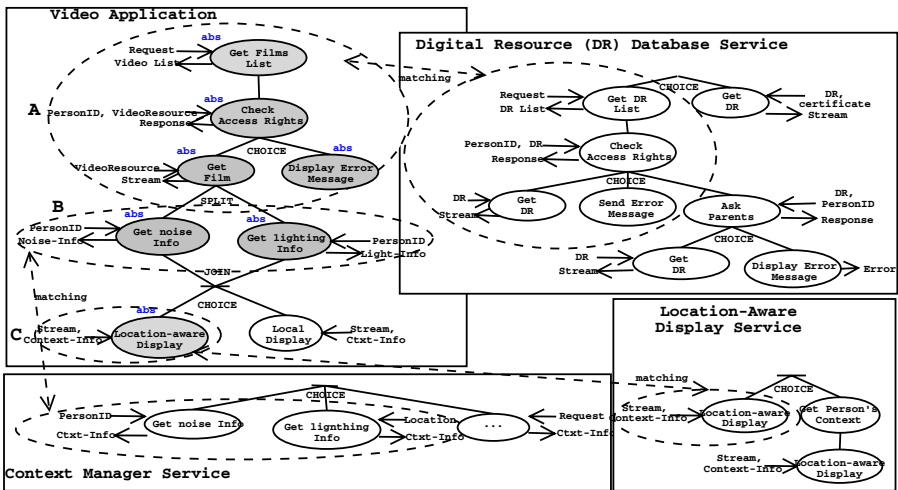 Video Application
abs
Request
Video List
Get Films
List
A
abs
PersonID, VideoResource
Response
Check
Access Rights
CHOICE
abs
abs
VideoResource
Stream
Get
Film
Display Error
Message
SPLIT
B
abs
abs
PersonID
Noise-Info
Get noise
Info
Get lighting
Info
PersonID
Light-Info
JOIN
matching
CHOICE
abs
C
Stream,
Context-Info
Location-aware
Display
Local
Display
Stream,
Ctxt-Info
matching
Digital Resource (DR) Database Service
CHOICE
Request
DR List
Get DR
List
Get
DR
DR,
certificate
Stream
PersonID, DR
Response
Check
Access Rights
CHOICE
DR
Stream
Get
DR
Send Error
Message
Ask
Parents
DR,
PersonID
Response
CHOICE
DR
Stream
Get
DR
Display Error
Message
Error
Location-Aware
Display Service
matching
CHOICE
Stream,
Context-Info
Location-aware
Display
Get Person's
Context
Stream,
Context-Info
Location-aware
Display
CHOICE
PersonID
Ctxt-Info
Get noise Info
Get lignthing
Info
Location
Ctxt-Info
...
Request
Ctxt-Info
Context Manager Service